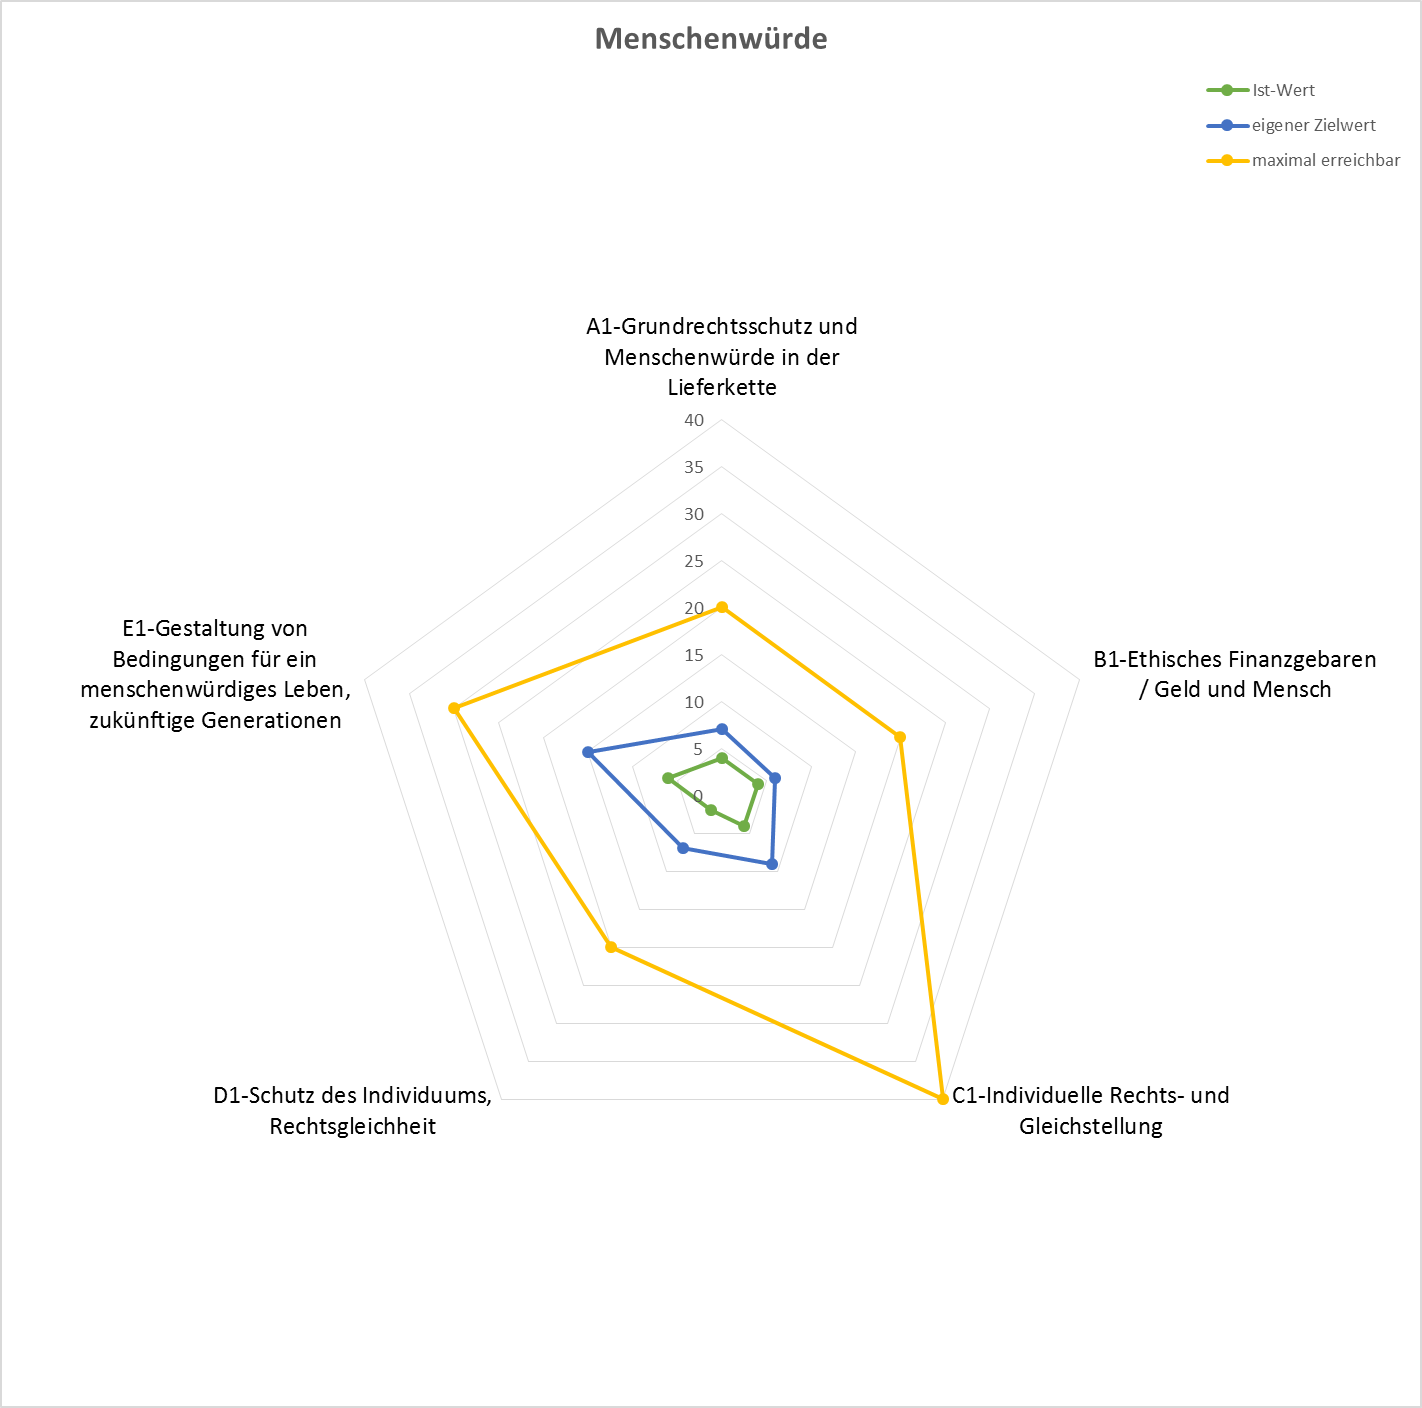 Menschenwürde
Ist-Wert
eigener Zielwert
maximal erreichbar
A1-Grundrechtsschutz und
Menschenwürde in der
Lieferkette
40
35
30
25
20
15
10
5
0
B1-Ethisches Finanzgebaren
/ Geld und Mensch
C1-Individuelle Rechts- und
Gleichstellung
D1-Schutz des Individuums,
Rechtsgleichheit
E1-Gestaltung von
Bedingungen für ein
menschenwürdiges Leben,
zukünftige Generationen